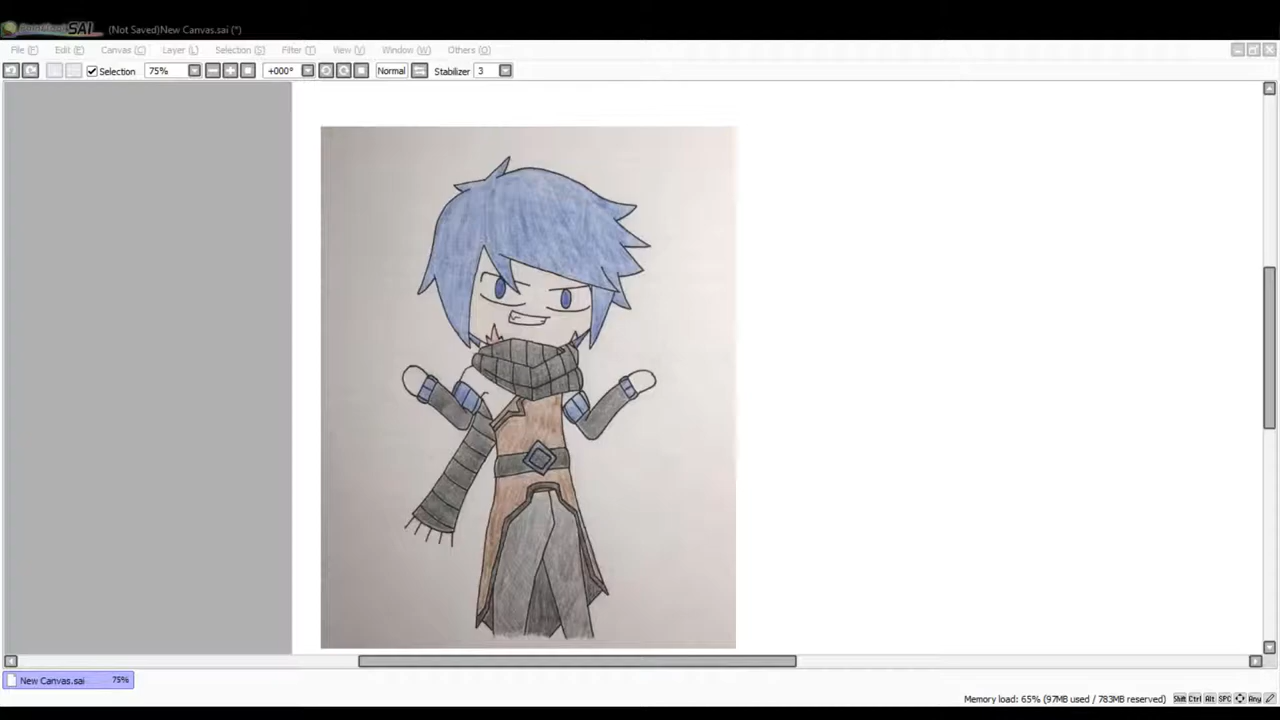 SAI (Not Saved)New Canvas.sai (*)
File (F) Edit (E) Canvas (C) Layer (L) Selection (S) Filter (T) View (V) Window (W) Others (O)
Selection 75% +000° Normal Stabilizer 3
New Canvas.sai 75%
Memory load: 65% (97MB used / 783MB reserved) Shift Ctrl Alt SPC Any